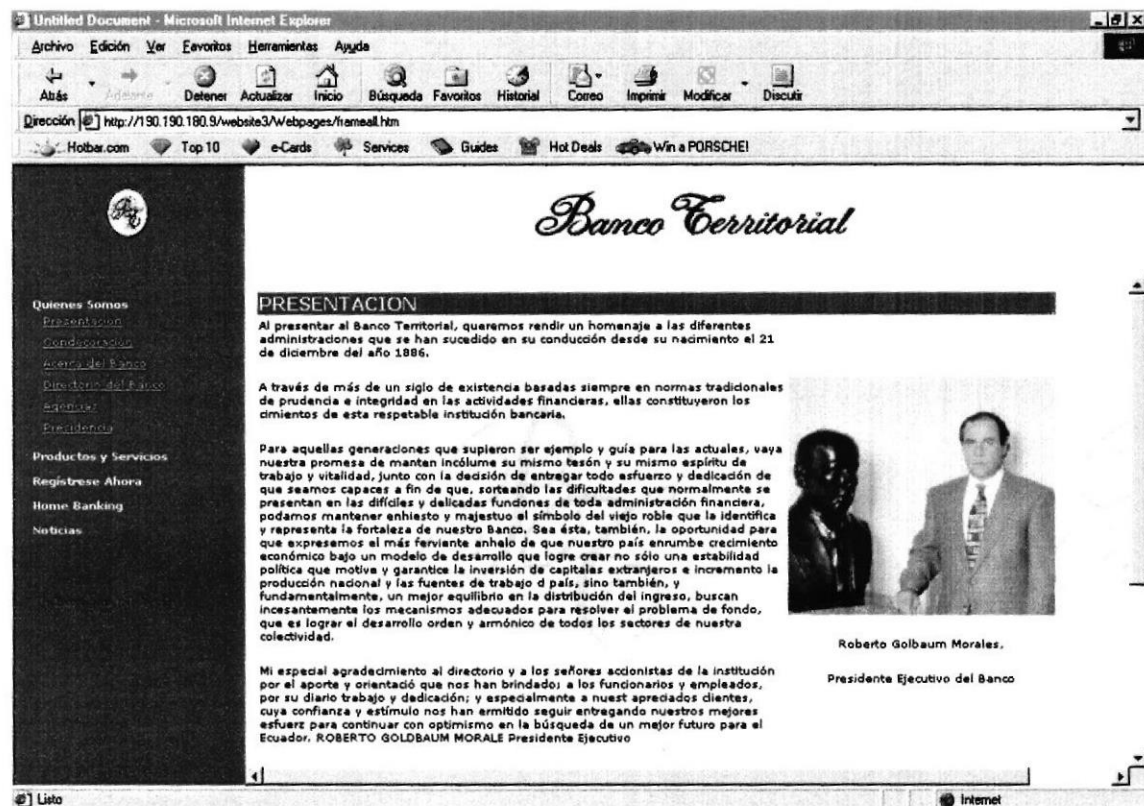 Untitled Document - Microsoft Internet Explorer
Archivo Edición Ver Favoritos Herramientas Ayuda
Atrás Adelante Detener Actualizar Inicio Búsqueda Favoritos Historial Correo Imprimir Modificar Discutir
Dirección http://190.190.180.9/website3/Webpages/frameall.htm
Hotbar.com Top 10 e-Cards Services Guides Hot Deals Win a PORSCHE!
Banco Territorial
Quienes Somos
Presentacion
Condecoración
Acerca del Banco
Directorio del Banco
Agencias
Presidencia
Productos y Servicios
Regístrese Ahora
Home Banking
Noticias
PRESENTACION
Al presentar al Banco Territorial, queremos rendir un homenaje a las diferentes
administraciones que se han sucedido en su conducción desde su nacimiento el 21
de diciembre del año 1886.
A través de más de un siglo de existencia basadas siempre en normas tradicionales
de prudencia e integridad en las actividades financieras, ellas constituyeron los
cimientos de esta respetable institución bancaria.
Para aquellas generaciones que supieron ser ejemplo y guía para las actuales, vaya
nuestra promesa de mantan incólume su mismo tesón y su mismo espíritu de
trabajo y vitalidad, junto con la decisión de entregar todo esfuerzo y dedicación de
que seamos capaces a fin de que, sorteando las dificultades que normalmente se
presentan en las difíciles y delicadas funciones de toda administración financiera,
podamos mantener enhiesto y majestuo el símbolo del viejo roble que la identifica
y representa la fortaleza de nuestro Banco. Sea ésta, también, la oportunidad para
que expresemos el más ferviente anhelo de que nuestro país enrumbe crecimiento
económico bajo un modelo de desarrollo que logre crear no sólo una estabilidad
política que motive y garantice la inversión de capitales extranjeros e incremento la
producción nacional y las fuentes de trabajo d país, sino también, y
fundamentalmente, un mejor equilibrio en la distribución del ingreso, buscan
incesantemente los mecanismos adecuados para resolver el problema de fondo,
que es lograr el desarrollo orden y armónico de todos los sectores de nuestra
colectividad.
Mi especial agradecimiento al directorio y a los señores accionistas de la institución
por el aporte y orientació que nos han brindado; a los funcionarios y empleados,
por su diario trabajo y dedicación; y especialmente a nuest apreciados clientes,
cuya confianza y estímulo nos han ermitido seguir entregando nuestros mejores
esfuerz para continuar con optimismo en la búsqueda de un mejor futuro para el
Ecuador. ROBERTO GOLDBAUM MORALE Presidente Ejecutivo
Roberto Golbaum Morales,
Presidente Ejecutivo del Banco
Listo
Internet